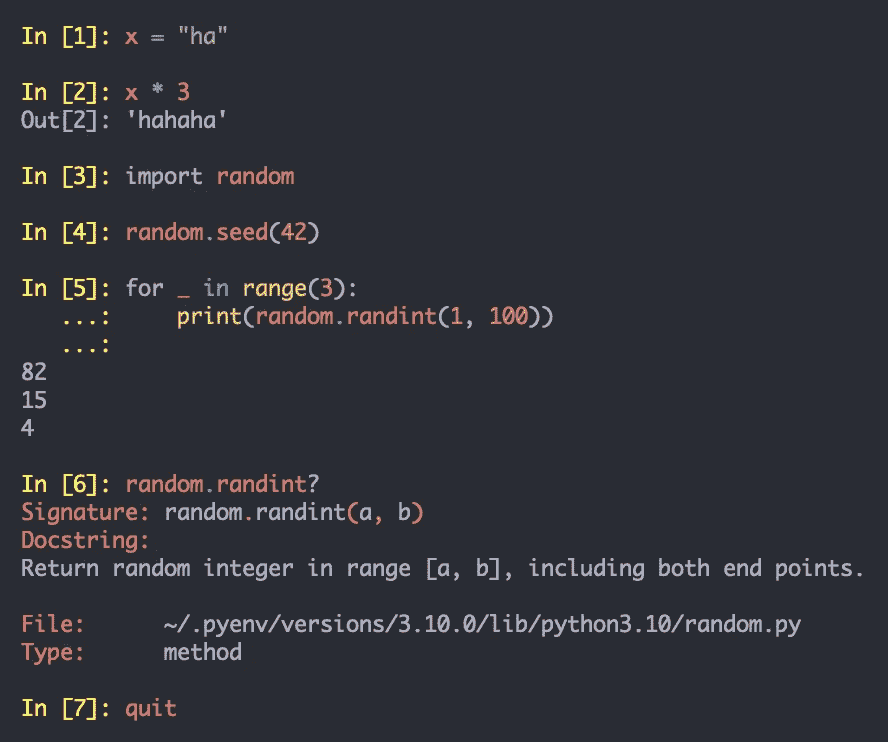 In [1]: x = "ha"
In [2]: x * 3
Out[2]: 'hahaha'
In [3]: import random
In [4]: random.seed(42)
In [5]: for _ in range(3):
   ...:     print(random.randint(1, 100))
   ...:
82
15
4
In [6]: random.randint?
Signature: random.randint(a, b)
Docstring:
Return random integer in range [a, b], including both end points.
File:      ~/.pyenv/versions/3.10.0/lib/python3.10/random.py
Type:      method
In [7]: quit